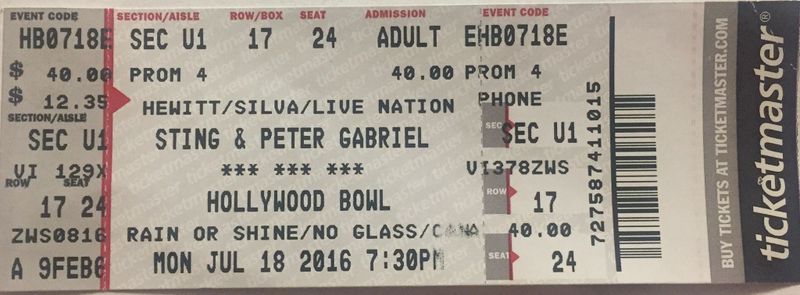 EVENT CODE SECTION/AISLE ROW/BOX SEAT ADMISSION EVENT CODE
HB0718E SEC U1 17 24 ADULT EHB0718E
$ 40.00 PROM 4 40.00 PROM 4
$ 12.35 HEWITT/SILVA/LIVE NATION PHONE
SECTION/AISLE
SEC U1 STING & PETER GABRIEL SEC SEC U1
VI 129X *** *** *** VI378ZWS
ROW SEAT
17 24 HOLLYWOOD BOWL ROW 17
ZWS0816 RAIN OR SHINE/NO GLASS/CANA 40.00
A 9FEB6 MON JUL 18 2016 7:30PM SEAT 24
727587411015
BUY TICKETS AT TICKETMASTER.COM
ticketmaster®